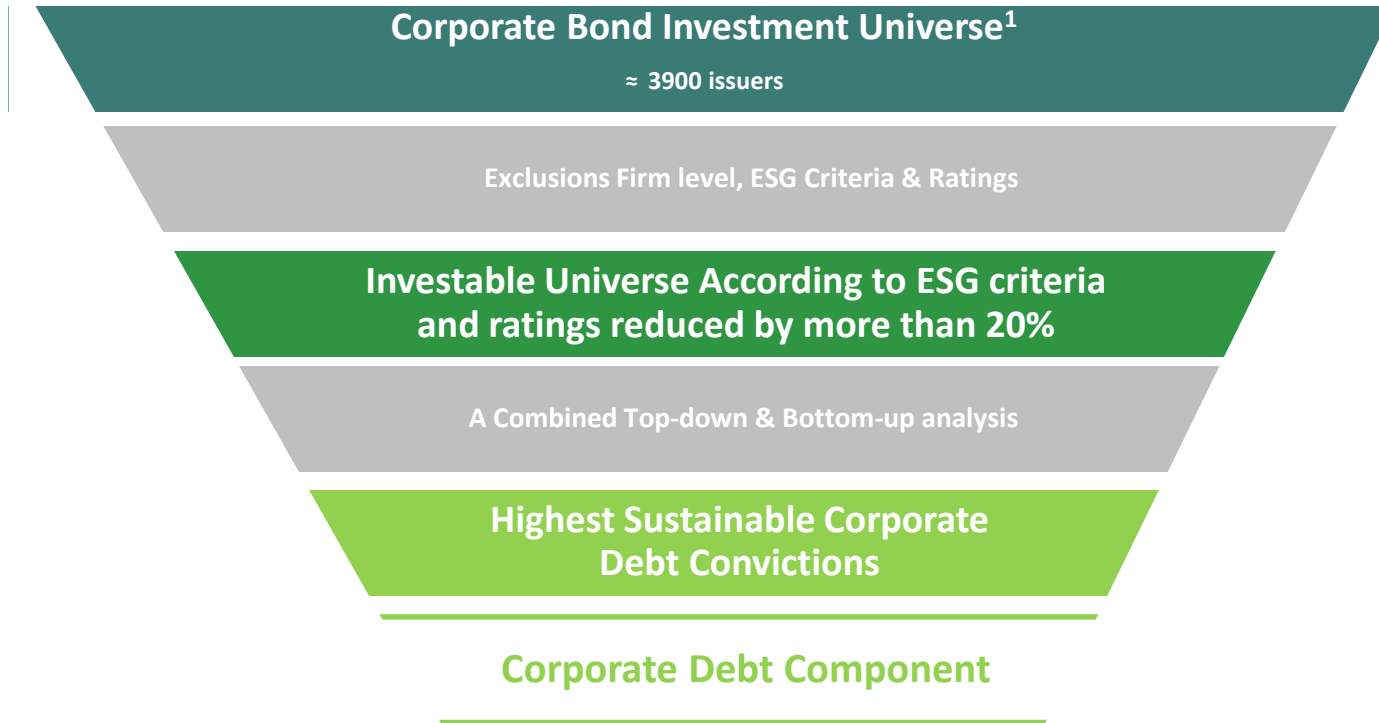 Corporate Bond Investment Universe¹
≈ 3900 issuers
Exclusions Firm level, ESG Criteria & Ratings
Investable Universe According to ESG criteria
and ratings reduced by more than 20%
A Combined Top-down & Bottom-up analysis
Highest Sustainable Corporate
Debt Convictions
Corporate Debt Component